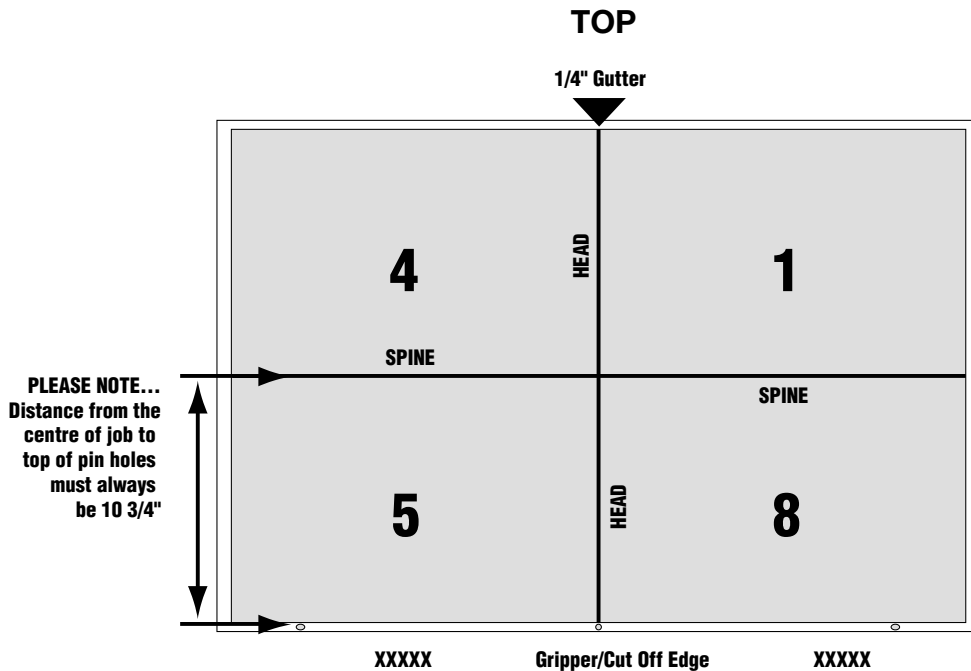 TOP
1/4" Gutter
HEAD
4
1
SPINE
SPINE
PLEASE NOTE...
Distance from the
centre of job to
top of pin holes
must always
be 10 3/4"
HEAD
5
8
XXXXX
Gripper/Cut Off Edge
XXXXX